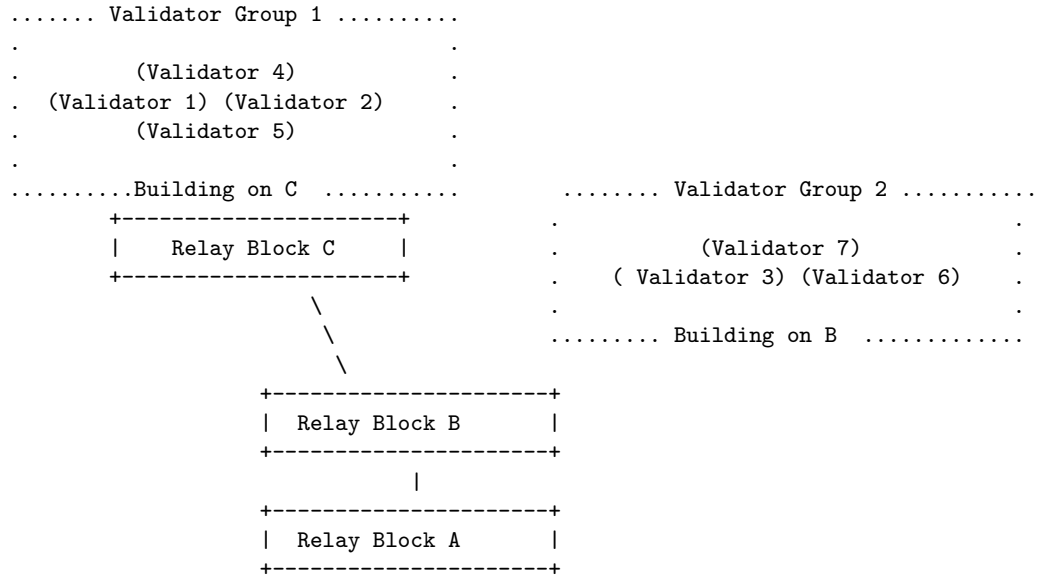 ....... Validator Group 1 ..........
. .
. (Validator 4) .
. (Validator 1) (Validator 2) .
. (Validator 5) .
. .
..........Building on C ........... ........ Validator Group 2 ...........
+----------------------+ . .
| Relay Block C | . (Validator 7) .
+----------------------+ . ( Validator 3) (Validator 6) .
\ . .
\ ......... Building on B .............
\
+----------------------+
| Relay Block B |
+----------------------+
|
+----------------------+
| Relay Block A |
+----------------------+